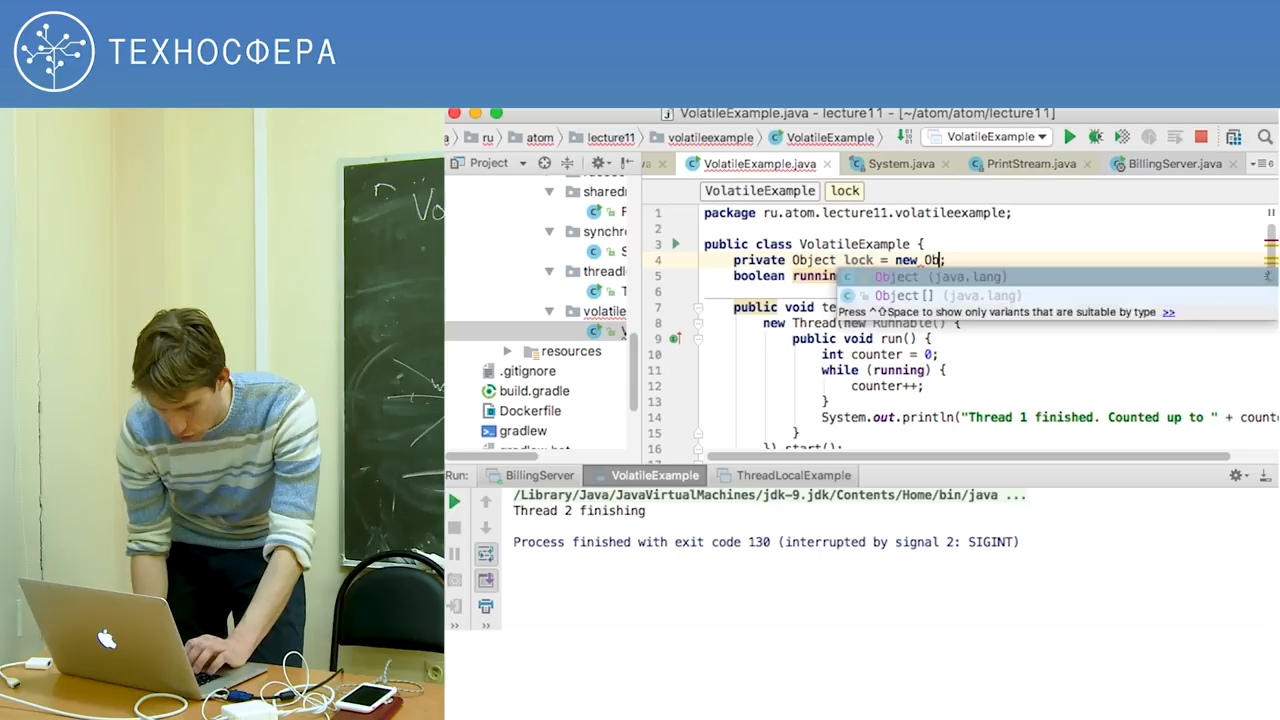 ТЕХНОСФЕРА
VolatileExample.java - lecture11 - [~/atom/atom/lecture11]
ru atom lecture11 volatileexample VolatileExample VolatileExample
Project VolatileExample.java System.java PrintStream.java BillingServer.java
VolatileExample lock
sharedr
synchr
threadl
volatile
resources
.gitignore
build.gradle
Dockerfile
gradlew
1 package ru.atom.lecture11.volatileexample;
2
3 public class VolatileExample {
4 private Object lock = new Ob;
5 boolean running
Object (java.lang)
Object[] (java.lang)
Press ^⇧Space to show only variants that are suitable by type >>
6
7 public void te
8 new Thread(new Runnable() {
9 public void run() {
10 int counter = 0;
11 while (running) {
12 counter++;
13 }
14 System.out.println("Thread 1 finished. Counted up to " + counte
15 }
16 }).start();
Run: BillingServer VolatileExample ThreadLocalExample
/Library/Java/JavaVirtualMachines/jdk-9.jdk/Contents/Home/bin/java ...
Thread 2 finishing
Process finished with exit code 130 (interrupted by signal 2: SIGINT)